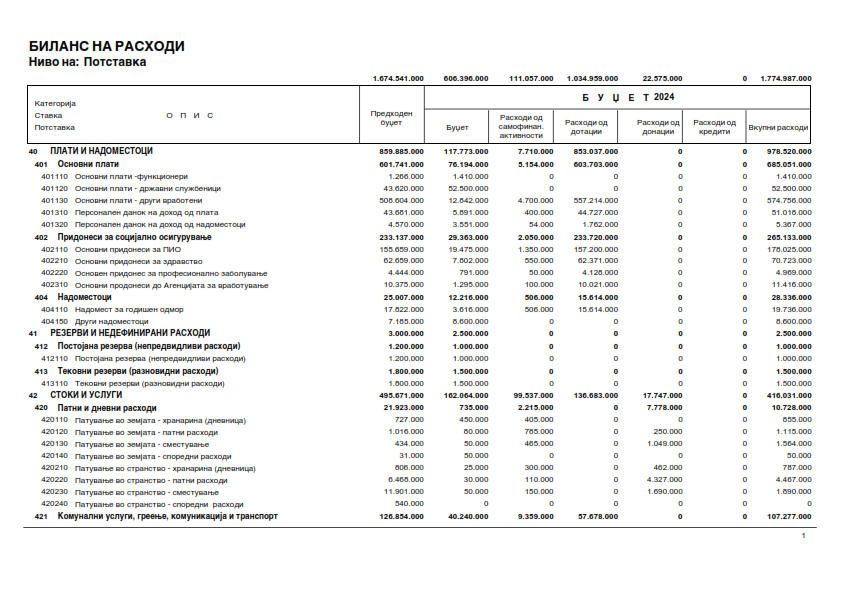 БИЛАНС НА РАСХОДИ
Ниво на: Потставка
1.674.541.000 606.396.000 111.057.000 1.034.959.000 22.575.000 0 1.774.987.000
Категорија
Ставка О П И С
Потставка
Предходен буџет
Б У Џ Е Т 2024
Буџет
Расходи од самофинан. активности
Расходи од дотации
Расходи од донации
Расходи од кредити
Вкупни расходи
40 ПЛАТИ И НАДОМЕСТОЦИ 859.885.000 117.773.000 7.710.000 853.037.000 0 0 978.520.000
401 Основни плати 601.741.000 76.194.000 5.154.000 603.703.000 0 0 685.051.000
401110 Основни плати -функционери 1.266.000 1.410.000 0 0 0 0 1.410.000
401120 Основни плати - државни службеници 43.620.000 52.500.000 0 0 0 0 52.500.000
401130 Основни плати - други вработени 508.604.000 12.842.000 4.700.000 557.214.000 0 0 574.756.000
401310 Персонален данок на доход од плата 43.681.000 5.891.000 400.000 44.727.000 0 0 51.018.000
401320 Персонален данок на доход од надоместоци 4.570.000 3.551.000 54.000 1.762.000 0 0 5.367.000
402 Придонеси за социјално осигурување 233.137.000 29.363.000 2.050.000 233.720.000 0 0 265.133.000
402110 Основни придонеси за ПИО 155.659.000 19.475.000 1.350.000 157.200.000 0 0 178.025.000
402210 Основни придонеси за здравство 62.659.000 7.802.000 550.000 62.371.000 0 0 70.723.000
402220 Основен придонес за професионално заболување 4.444.000 791.000 50.000 4.128.000 0 0 4.969.000
402310 Основни продонеси до Агенцијата за вработување 10.375.000 1.295.000 100.000 10.021.000 0 0 11.416.000
404 Надоместоци 25.007.000 12.216.000 506.000 15.614.000 0 0 28.336.000
404110 Надомест за годишен одмор 17.822.000 3.616.000 506.000 15.614.000 0 0 19.736.000
404150 Други надоместоци 7.185.000 8.600.000 0 0 0 0 8.600.000
41 РЕЗЕРВИ И НЕДЕФИНИРАНИ РАСХОДИ 3.000.000 2.500.000 0 0 0 0 2.500.000
412 Постојана резерва (непредвидливи расходи) 1.200.000 1.000.000 0 0 0 0 1.000.000
412110 Постојана резерва (непредвидливи расходи) 1.200.000 1.000.000 0 0 0 0 1.000.000
413 Тековни резерви (разновидни расходи) 1.800.000 1.500.000 0 0 0 0 1.500.000
413110 Тековни резерви (разновидни расходи) 1.800.000 1.500.000 0 0 0 0 1.500.000
42 СТОКИ И УСЛУГИ 495.671.000 162.064.000 99.537.000 136.683.000 17.747.000 0 416.031.000
420 Патни и дневни расходи 21.923.000 735.000 2.215.000 0 7.778.000 0 10.728.000
420110 Патување во земјата - хранарина (дневница) 727.000 450.000 405.000 0 0 0 855.000
420120 Патување во земјата - патни расходи 1.016.000 80.000 785.000 0 250.000 0 1.115.000
420130 Патување во земјата - сместување 434.000 50.000 465.000 0 1.049.000 0 1.564.000
420140 Патување во земјата - споредни расходи 31.000 50.000 0 0 0 0 50.000
420210 Патување во странство - хранарина (дневница) 806.000 25.000 300.000 0 462.000 0 787.000
420220 Патување во странство - патни расходи 6.468.000 30.000 110.000 0 4.327.000 0 4.467.000
420230 Патување во странство - сместување 11.901.000 50.000 150.000 0 1.690.000 0 1.890.000
420240 Патување во странство - споредни расходи 540.000 0 0 0 0 0 0
421 Комунални услуги, греење, комуникација и транспорт 126.854.000 40.240.000 9.359.000 57.678.000 0 0 107.277.000
1